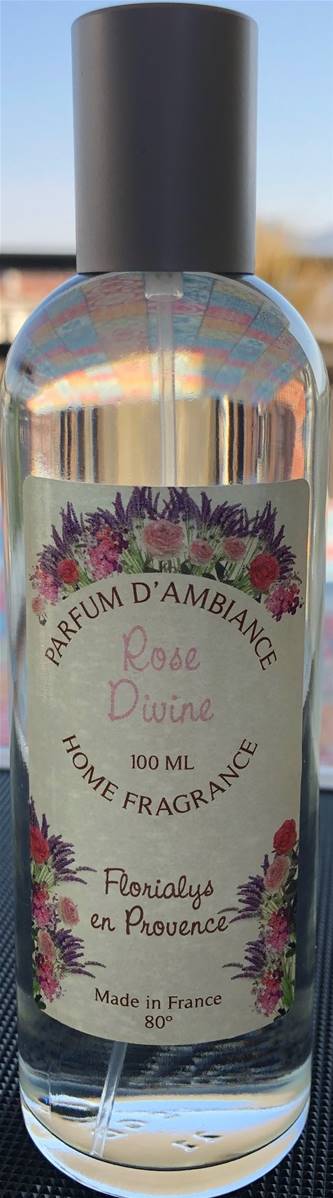 PARFUM D'AMBIANCE
Rose
Divine
100 ML
HOME FRAGRANCE
Florialys
en Provence
Made in France
80°